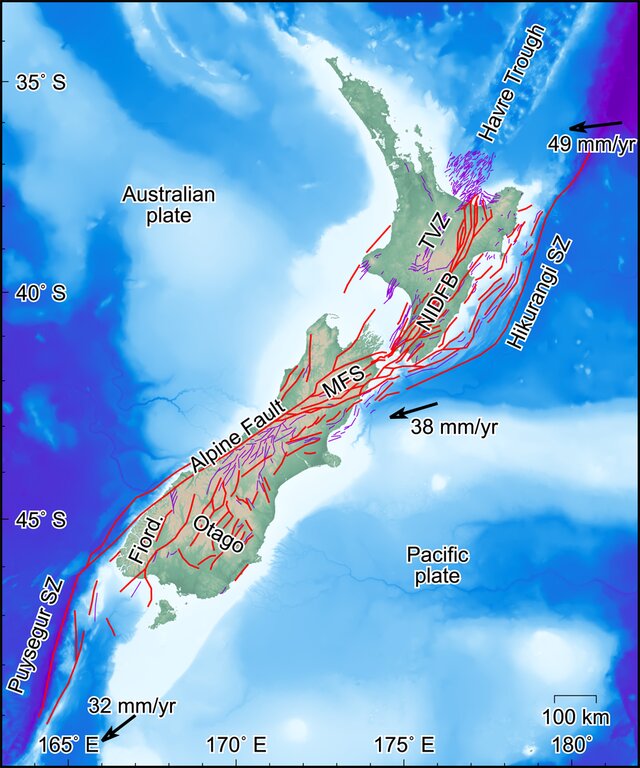 Havre Trough
35° S
49 mm/yr
Australian
plate
TVZ
40° S
NIDFB
Hikurangi SZ
MFS
Alpine Fault
38 mm/yr
45° S
Fiord.
Otago
Pacific
plate
Puysegur SZ
32 mm/yr
100 km
165° E
170° E
175° E
180°